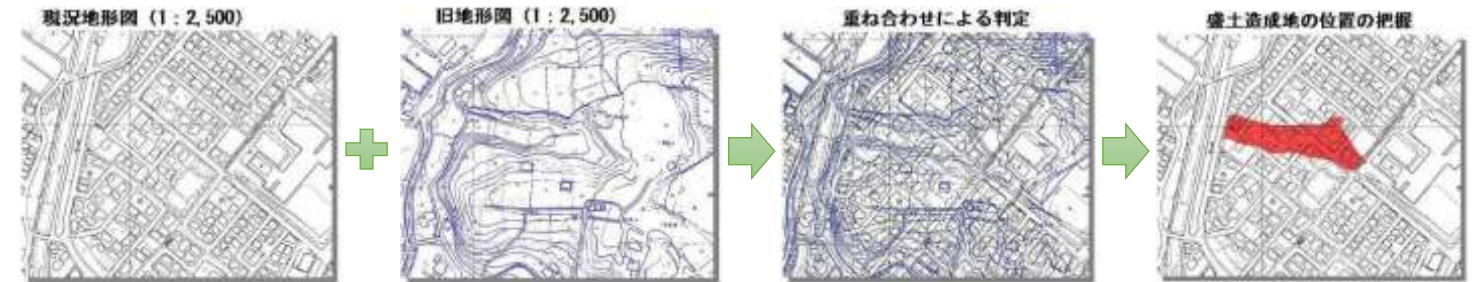 現況地形図（1：2,500）
旧地形図（1：2,500）
重ね合わせによる判定
盛土造成地の位置の把握